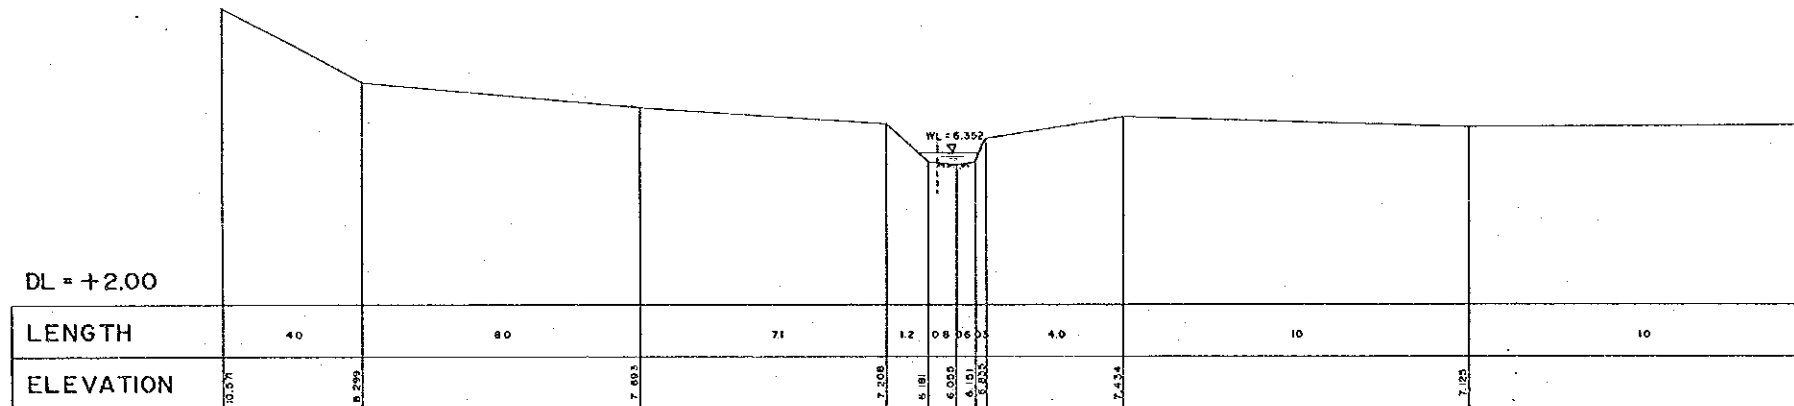 WL = 6.352
DL = +2.00
LENGTH 4.0 8.0 7.1 1.2 0.8 0.6 0.3 4.0 10 10
ELEVATION 10.571 8.299 7.693 7.208 6.181 6.055 6.151 6.835 7.434 7.125